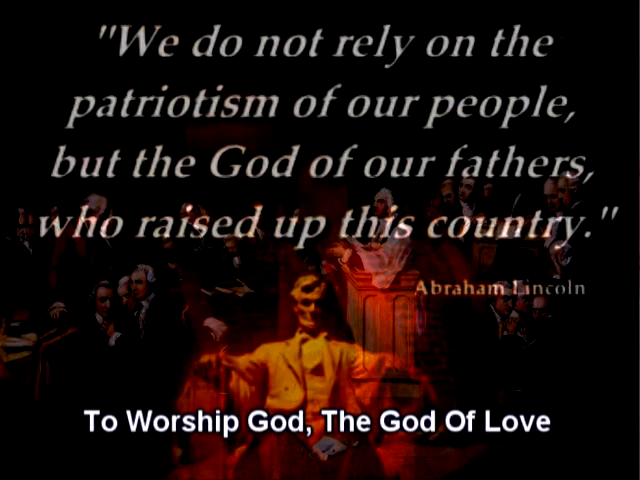 "We do not rely on the
patriotism of our people,
but the God of our fathers,
who raised up this country."
Abraham Lincoln
To Worship God, The God Of Love